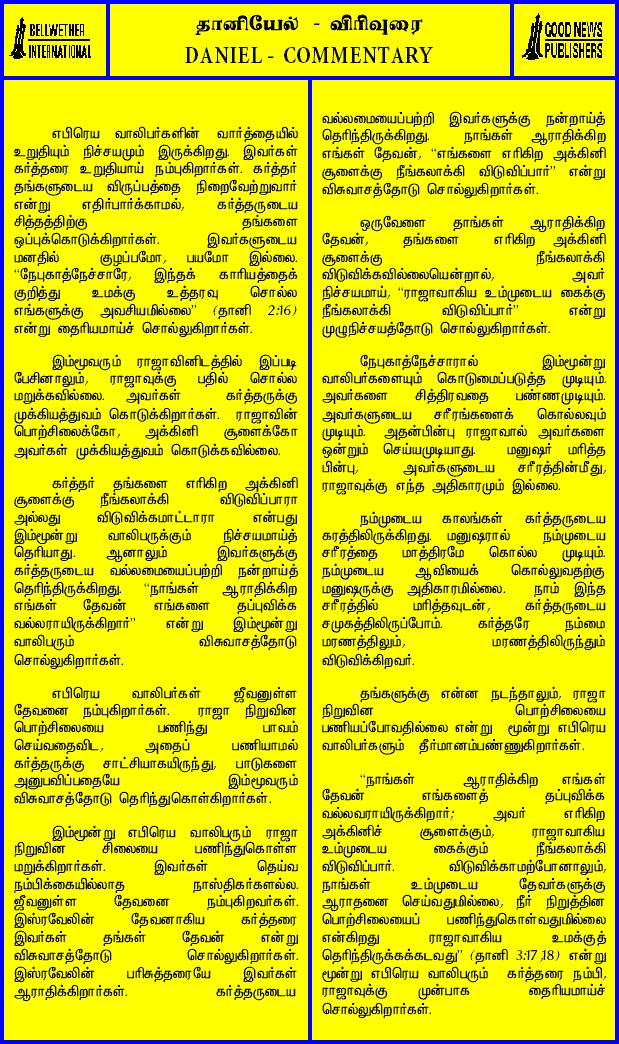 BELLWETHER
INTERNATIONAL
தானியேல் - விரிவுரை
DANIEL - COMMENTARY
GOOD NEWS
PUBLISHERS
எபிரெய வாலிபர்களின் வார்த்தையில்
உறுதியும் நிச்சயமும் இருக்கிறது. இவர்கள்
கர்த்தரை உறுதியாய் நம்புகிறார்கள். கர்த்தர்
தங்களுடைய விருப்பத்தை நிறைவேற்றுவார்
என்று எதிர்பார்க்காமல், கர்த்தருடைய
சித்தத்திற்கு தங்களை
ஒப்புக்கொடுக்கிறார்கள். இவர்களுடைய
மனதில் குழப்பமோ, பயமோ இல்லை.
“நேபுகாத்நேச்சாரே, இந்தக் காரியத்தைக்
குறித்து உமக்கு உத்தரவு சொல்ல
எங்களுக்கு அவசியமில்லை” (தானி 2:16)
என்று தைரியமாய்ச் சொல்லுகிறார்கள்.
இம்மூவரும் ராஜாவினிடத்தில் இப்படி
பேசினாலும், ராஜாவுக்கு பதில் சொல்ல
மறுக்கவில்லை. அவர்கள் கர்த்தருக்கு
முக்கியத்துவம் கொடுக்கிறார்கள். ராஜாவின்
பொற்சிலைக்கோ, அக்கினி சூளைக்கோ
அவர்கள் முக்கியத்துவம் கொடுக்கவில்லை.
கர்த்தர் தங்களை எரிகிற அக்கினி
சூளைக்கு நீங்கலாக்கி விடுவிப்பாரா
அல்லது விடுவிக்கமாட்டாரா என்பது
இம்மூன்று வாலிபருக்கும் நிச்சயமாய்த்
தெரியாது. ஆனாலும் இவர்களுக்கு
கர்த்தருடைய வல்லமையைப்பற்றி நன்றாய்த்
தெரிந்திருக்கிறது. “நாங்கள் ஆராதிக்கிற
எங்கள் தேவன் எங்களை தப்புவிக்க
வல்லராயிருக்கிறார்” என்று இம்மூன்று
வாலிபரும் விசுவாசத்தோடு
சொல்லுகிறார்கள்.
எபிரெய வாலிபர்கள் ஜீவனுள்ள
தேவனை நம்புகிறார்கள். ராஜா நிறுவின
பொற்சிலையை பணிந்து பாவம்
செய்வதைவிட, அதைப் பணியாமல்
கர்த்தருக்கு சாட்சியாகயிருந்து, பாடுகளை
அனுபவிப்பதையே இம்மூவரும்
விசுவாசத்தோடு தெரிந்துகொள்கிறார்கள்.
இம்மூன்று எபிரெய வாலிபரும் ராஜா
நிறுவின சிலையை பணிந்துகொள்ள
மறுக்கிறார்கள். இவர்கள் தெய்வ
நம்பிக்கையில்லாத நாஸ்திகர்களல்ல.
ஜீவனுள்ள தேவனை நம்புகிறவர்கள்.
இஸ்ரவேலின் தேவனாகிய கர்த்தரை
இவர்கள் தங்கள் தேவன் என்று
விசுவாசத்தோடு சொல்லுகிறார்கள்.
இஸ்ரவேலின் பரிசுத்தரையே இவர்கள்
ஆராதிக்கிறார்கள். கர்த்தருடைய
வல்லமையைப்பற்றி இவர்களுக்கு நன்றாய்த்
தெரிந்திருக்கிறது. நாங்கள் ஆராதிக்கிற
எங்கள் தேவன், “எங்களை எரிகிற அக்கினி
சூளைக்கு நீங்கலாக்கி விடுவிப்பார்” என்று
விசுவாசத்தோடு சொல்லுகிறார்கள்.
ஒருவேளை தாங்கள் ஆராதிக்கிற
தேவன், தங்களை எரிகிற அக்கினி
சூளைக்கு நீங்கலாக்கி
விடுவிக்கவில்லையென்றால், அவர்
நிச்சயமாய், “ராஜாவாகிய உம்முடைய கைக்கு
நீங்கலாக்கி விடுவிப்பார்” என்று
முழுநிச்சயத்தோடு சொல்லுகிறார்கள்.
நேபுகாத்நேச்சாரால் இம்மூன்று
வாலிபர்களையும் கொடுமைப்படுத்த முடியும்.
அவர்களை சித்திரவதை பண்ணமுடியும்.
அவர்களுடைய சரீரங்களைக் கொல்லவும்
முடியும். அதன்பின்பு ராஜாவால் அவர்களை
ஒன்றும் செய்யமுடியாது. மனுஷர் மரித்த
பின்பு, அவர்களுடைய சரீரத்தின்மீது,
ராஜாவுக்கு எந்த அதிகாரமும் இல்லை.
நம்முடைய காலங்கள் கர்த்தருடைய
கரத்திலிருக்கிறது. மனுஷரால் நம்முடைய
சரீரத்தை மாத்திரமே கொல்ல முடியும்.
நம்முடைய ஆவியைக் கொல்லுவதற்கு
மனுஷருக்கு அதிகாரமில்லை. நாம் இந்த
சரீரத்தில் மரித்தவுடன், கர்த்தருடைய
சமுகத்திலிருப்போம். கர்த்தரே நம்மை
மரணத்திலும், மரணத்திலிருந்தும்
விடுவிக்கிறவர்.
தங்களுக்கு என்ன நடந்தாலும், ராஜா
நிறுவின பொற்சிலையை
பணியப்போவதில்லை என்று மூன்று எபிரெய
வாலிபர்களும் தீர்மானம்பண்ணுகிறார்கள்.
“நாங்கள் ஆராதிக்கிற எங்கள்
தேவன் எங்களைத் தப்புவிக்க
வல்லவராயிருக்கிறார்; அவர் எரிகிற
அக்கினிச் சூளைக்கும், ராஜாவாகிய
உம்முடைய கைக்கும் நீங்கலாக்கி
விடுவிப்பார். விடுவிக்காமற்போனாலும்,
நாங்கள் உம்முடைய தேவர்களுக்கு
ஆராதனை செய்வதுமில்லை, நீர் நிறுத்தின
பொற்சிலையைப் பணிந்துகொள்வதுமில்லை
என்கிறது ராஜாவாகிய உமக்குத்
தெரிந்திருக்கக்கடவது” (தானி 3:17,18) என்று
மூன்று எபிரெய வாலிபரும் கர்த்தரை நம்பி,
ராஜாவுக்கு முன்பாக தைரியமாய்ச்
சொல்லுகிறார்கள்.